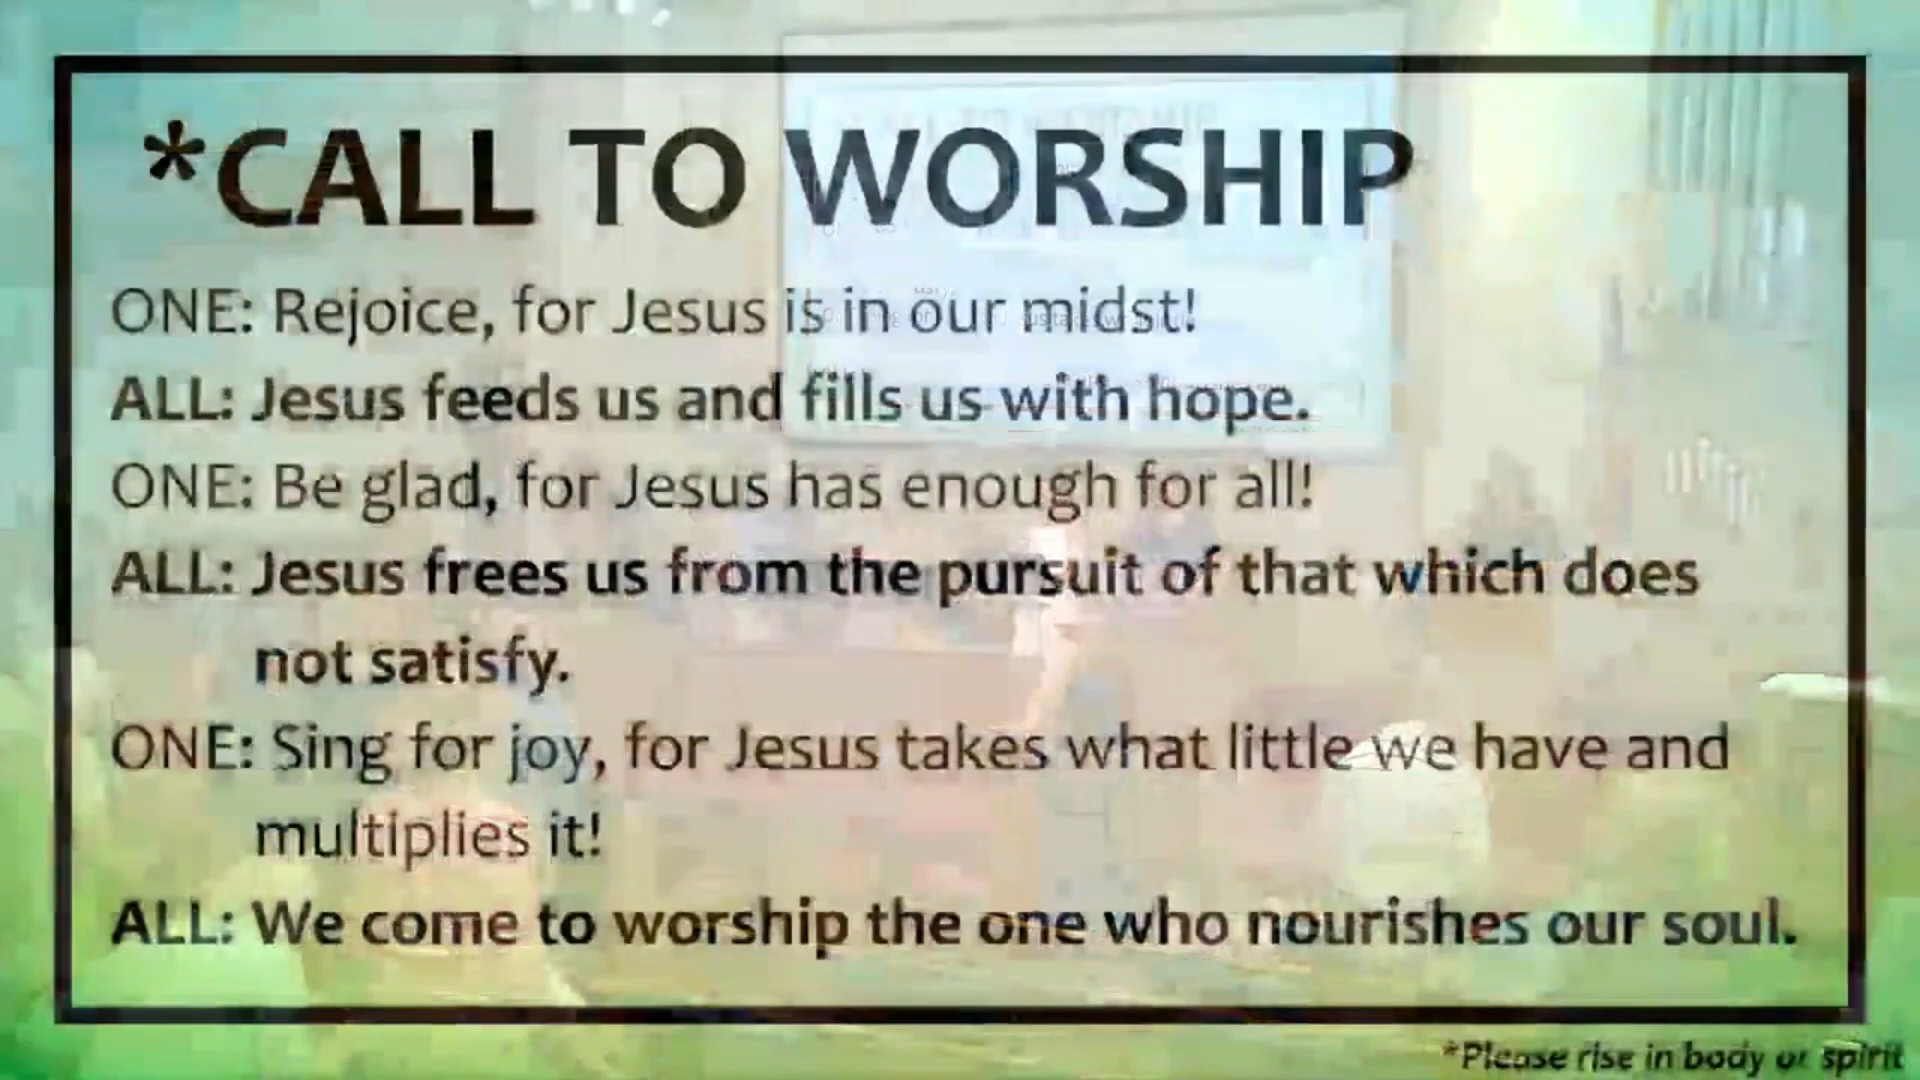 *CALL TO WORSHIP
ONE: Rejoice, for Jesus is in our midst!
ALL: Jesus feeds us and fills us with hope.
ONE: Be glad, for Jesus has enough for all!
ALL: Jesus frees us from the pursuit of that which does
not satisfy.
ONE: Sing for joy, for Jesus takes what little we have and
multiplies it!
ALL: We come to worship the one who nourishes our soul.
*Please rise in body or spirit